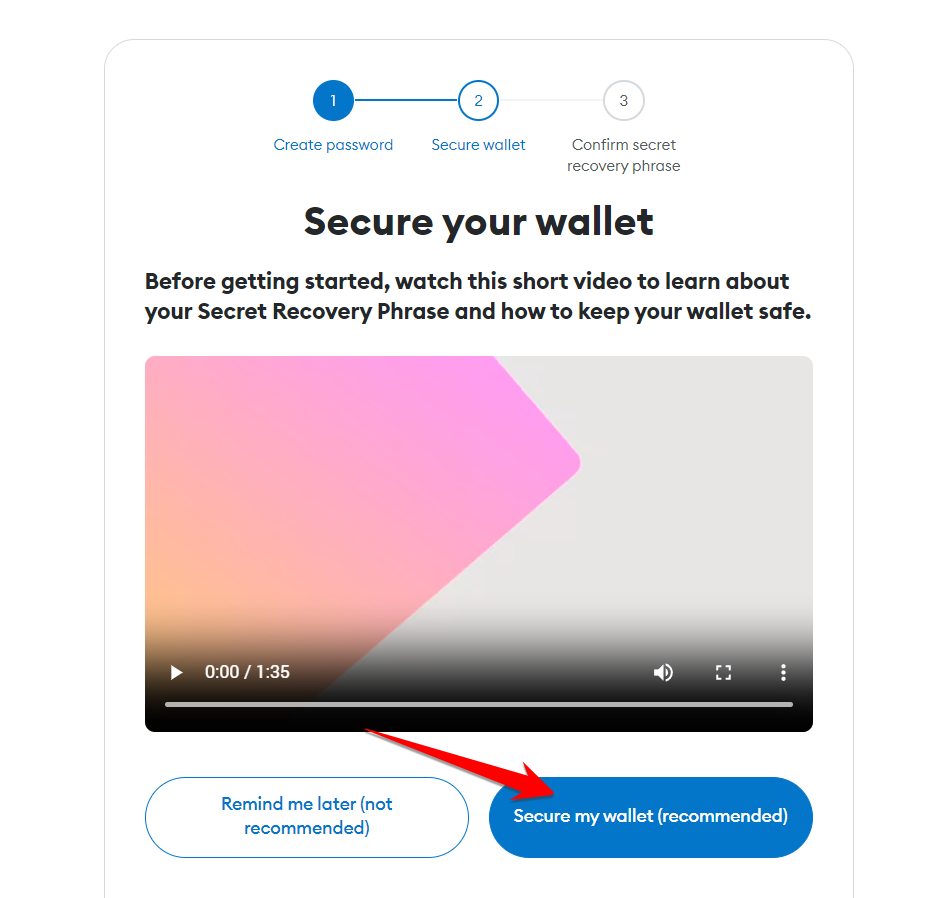 1
2
3
Create password
Secure wallet
Confirm secret
recovery phrase
Secure your wallet
Before getting started, watch this short video to learn about
your Secret Recovery Phrase and how to keep your wallet safe.
0:00 / 1:35
Remind me later (not
recommended)
Secure my wallet (recommended)